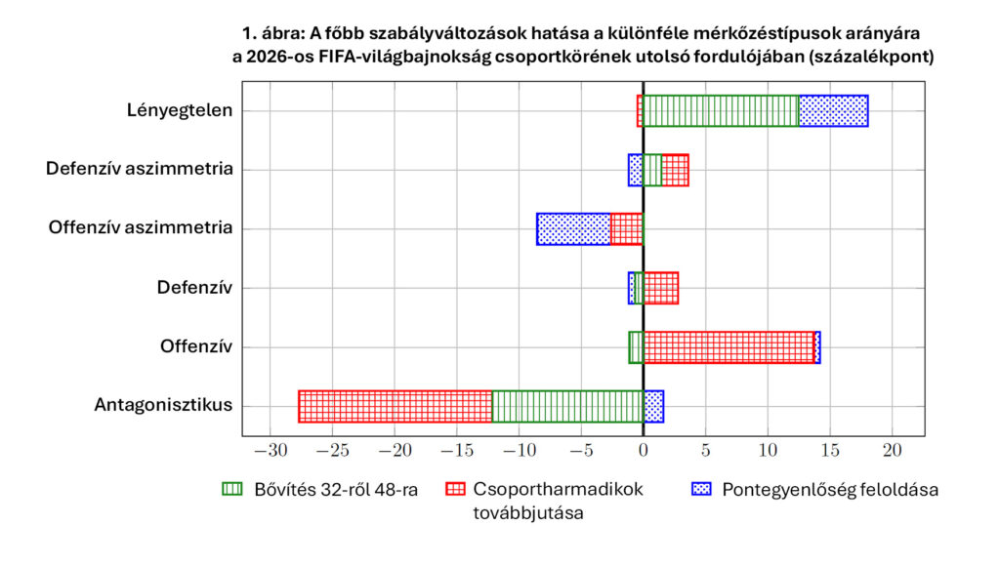 1. ábra: A főbb szabályváltozások hatása a különféle mérkőzéstípusok arányára
a 2026-os FIFA-világbajnokság csoportkörének utolsó fordulójában (százalékpont)
Lényegtelen
Defenzív aszimmetria
Offenzív aszimmetria
Defenzív
Offenzív
Antagonisztikus
−30 −25 −20 −15 −10 −5 0 5 10 15 20
Bővítés 32-ről 48-ra Csoportharmadikok Pontegyenlőség feloldása
továbbjutása